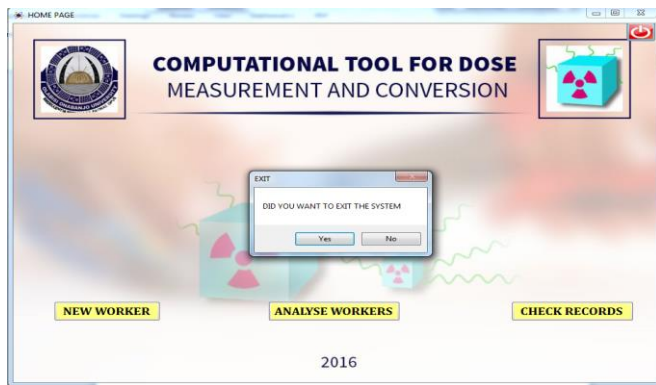 HOME PAGE
COMPUTATIONAL TOOL FOR DOSE
MEASUREMENT AND CONVERSION
EXIT
DID YOU WANT TO EXIT THE SYSTEM
Yes No
NEW WORKER ANALYSE WORKERS CHECK RECORDS
2016